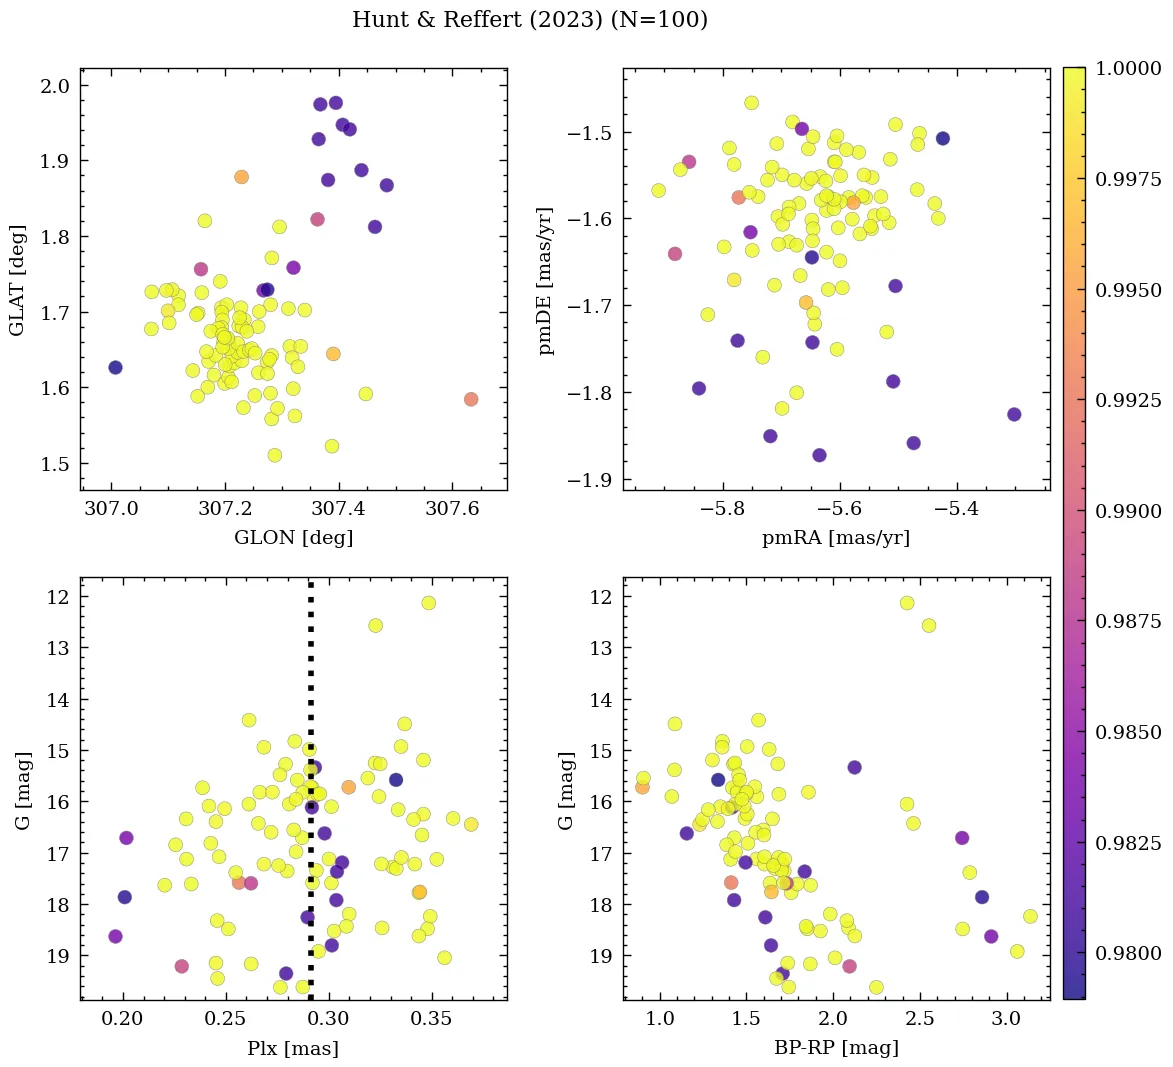 Hunt & Reffert (2023) (N=100)
2.0
1.9
1.8
1.7
1.6
1.5
GLAT [deg]
307.0 307.2 307.4 307.6
GLON [deg]
−1.5
−1.6
−1.7
−1.8
−1.9
pmDE [mas/yr]
−5.8 −5.6 −5.4
pmRA [mas/yr]
12
13
14
15
16
17
18
19
G [mag]
0.20 0.25 0.30 0.35
Plx [mas]
12
13
14
15
16
17
18
19
G [mag]
1.0 1.5 2.0 2.5 3.0
BP-RP [mag]
1.0000
0.9975
0.9950
0.9925
0.9900
0.9875
0.9850
0.9825
0.9800